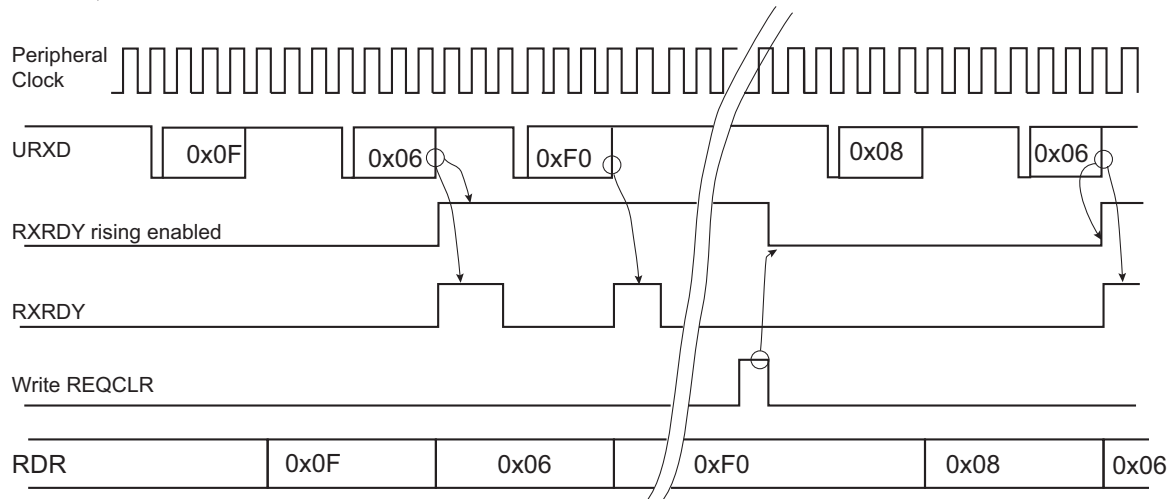 Peripheral
Clock
URXD
0x0F
0x06
0xF0
0x08
0x06
RXRDY rising enabled
RXRDY
Write REQCLR
RDR
0x0F
0x06
0xF0
0x08
0x06